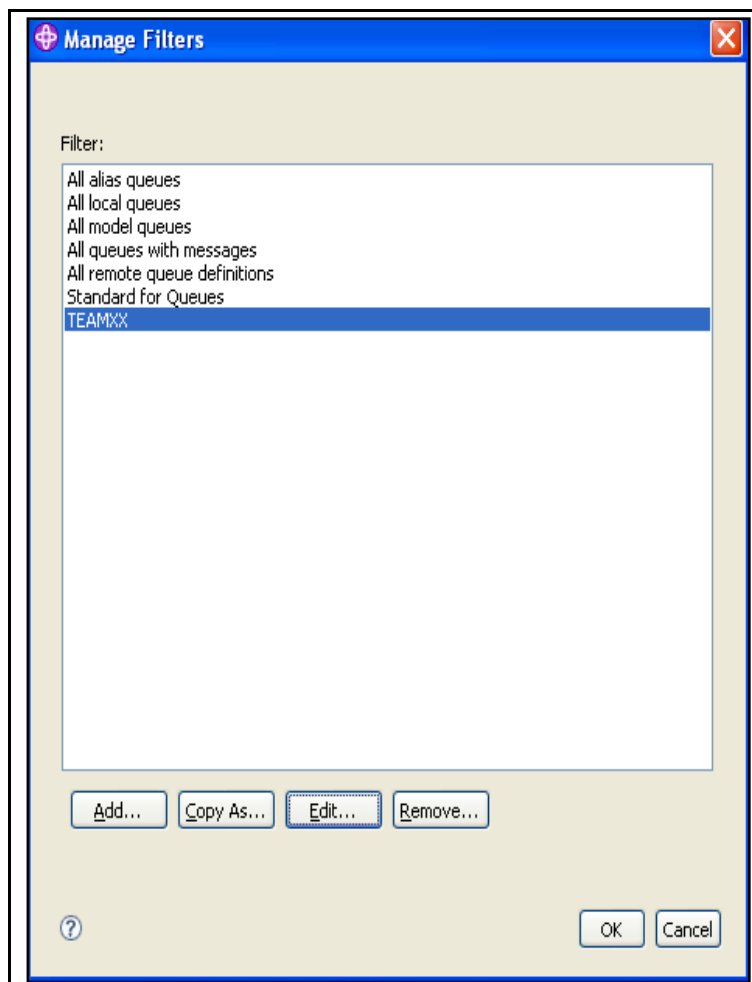 Manage Filters
Filter:
All alias queues
All local queues
All model queues
All queues with messages
All remote queue definitions
Standard for Queues
TEAMXX
Add... Copy As... Edit... Remove...
? OK Cancel